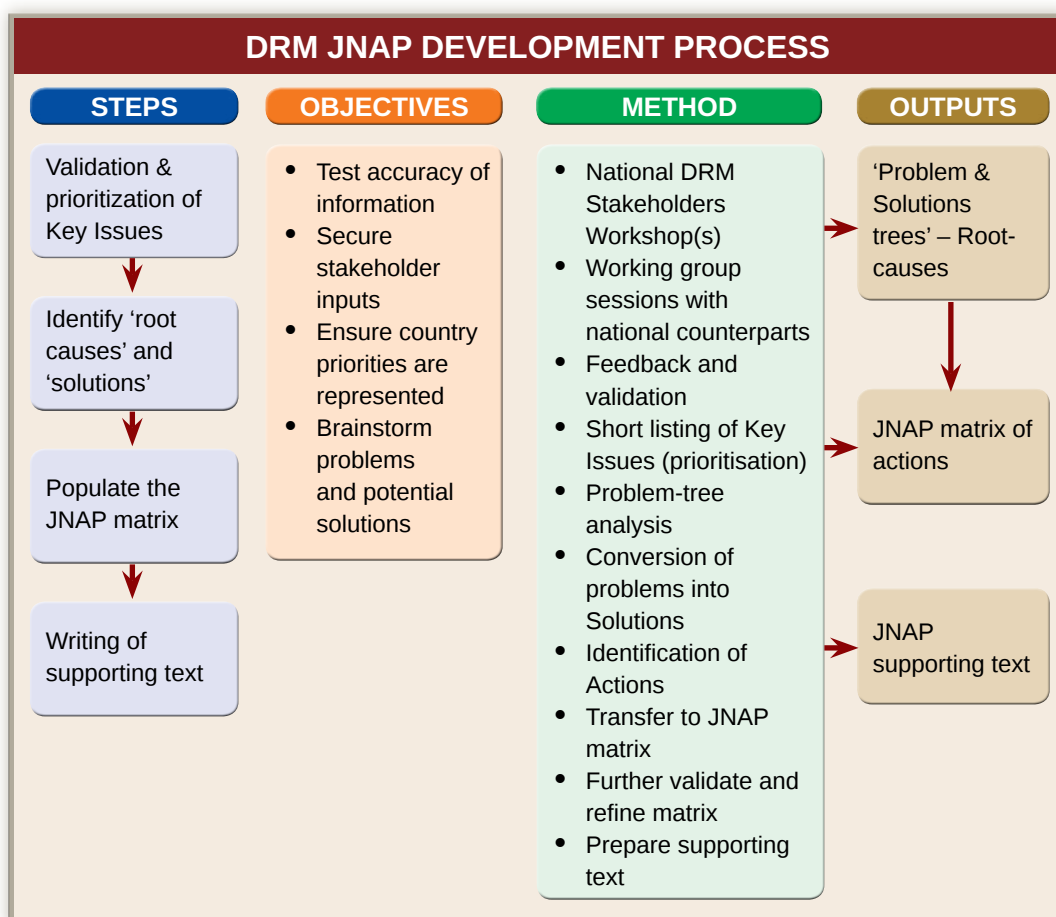 DRM JNAP DEVELOPMENT PROCESS
STEPS
Validation &
prioritization of
Key Issues
Identify ‘root
causes’ and
‘solutions’
Populate the
JNAP matrix
Writing of
supporting text
OBJECTIVES
• Test accuracy of
information
• Secure
stakeholder
inputs
• Ensure country
priorities are
represented
• Brainstorm
problems
and potential
solutions
METHOD
• National DRM
Stakeholders
Workshop(s)
• Working group
sessions with
national counterparts
• Feedback and
validation
• Short listing of Key
Issues (prioritisation)
• Problem-tree
analysis
• Conversion of
problems into
Solutions
• Identification of
Actions
• Transfer to JNAP
matrix
• Further validate and
refine matrix
• Prepare supporting
text
OUTPUTS
‘Problem &
Solutions
trees’ – Root-
causes
JNAP matrix of
actions
JNAP
supporting text